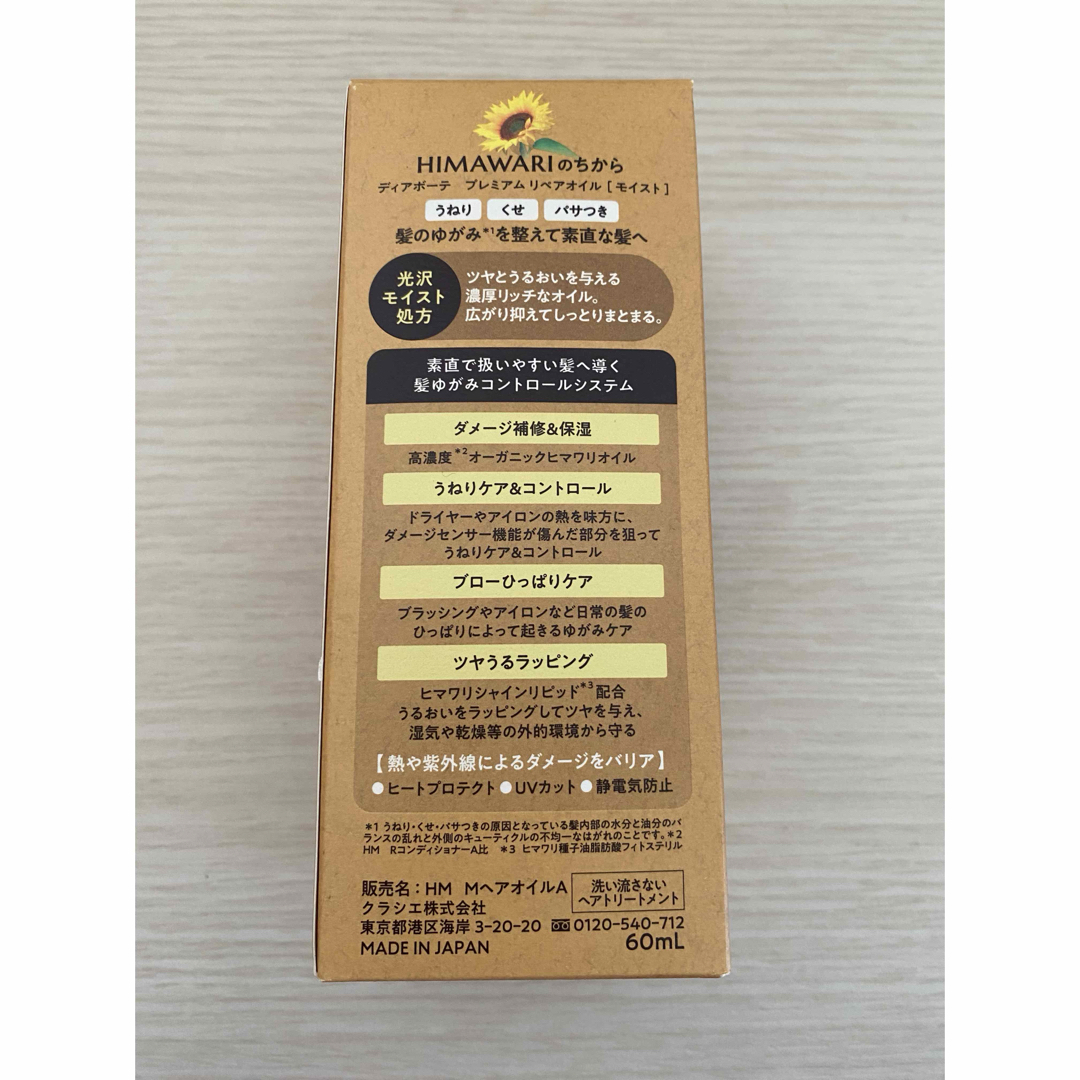 HIMAWARIのちから
ディアボーテ プレミアム リペアオイル [モイスト]
うねり くせ パサつき
髪のゆがみ*1を整えて素直な髪へ
光沢
モイスト
処方
ツヤとうるおいを与える
濃厚リッチなオイル。
広がり抑えてしっとりまとまる。
素直で扱いやすい髪へ導く
髪ゆがみコントロールシステム
ダメージ補修&保湿
高濃度*2オーガニックヒマワリオイル
うねりケア&コントロール
ドライヤーやアイロンの熱を味方に、
ダメージセンサー機能が傷んだ部分を狙って
うねりケア&コントロール
ブローひっぱりケア
ブラッシングやアイロンなど日常の髪の
ひっぱりによって起きるゆがみケア
ツヤうるラッピング
ヒマワリシャインリピッド*3配合
うるおいをラッピングしてツヤを与え、
湿気や乾燥等の外的環境から守る
【熱や紫外線によるダメージをバリア】
●ヒートプロテクト●UVカット●静電気防止
*1 うねり・くせ・パサつきの原因となっている髪内部の水分と油分のバ
ランスの乱れと外側のキューティクルの不均一なはがれのことです。*2
HM RコンディショナーA比 *3 ヒマワリ種子油脂肪酸フィトステリル
販売名:HM MヘアオイルA
クラシエ株式会社
洗い流さない
ヘアトリートメント
東京都港区海岸 3-20-20 0120-540-712
MADE IN JAPAN 60mL